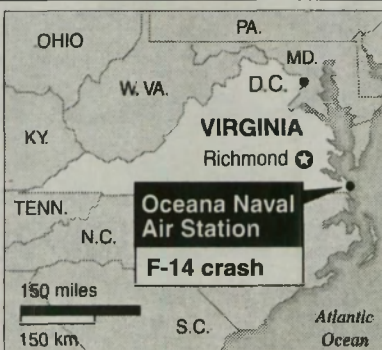 PA.
OHIO
MD.
W. VA.
D.C.
VIRGINIA
KY.
Richmond
TENN.
Oceana Naval
Air Station
N.C.
F-14 crash
150 miles
150 km
S.C.
Atlantic
Ocean